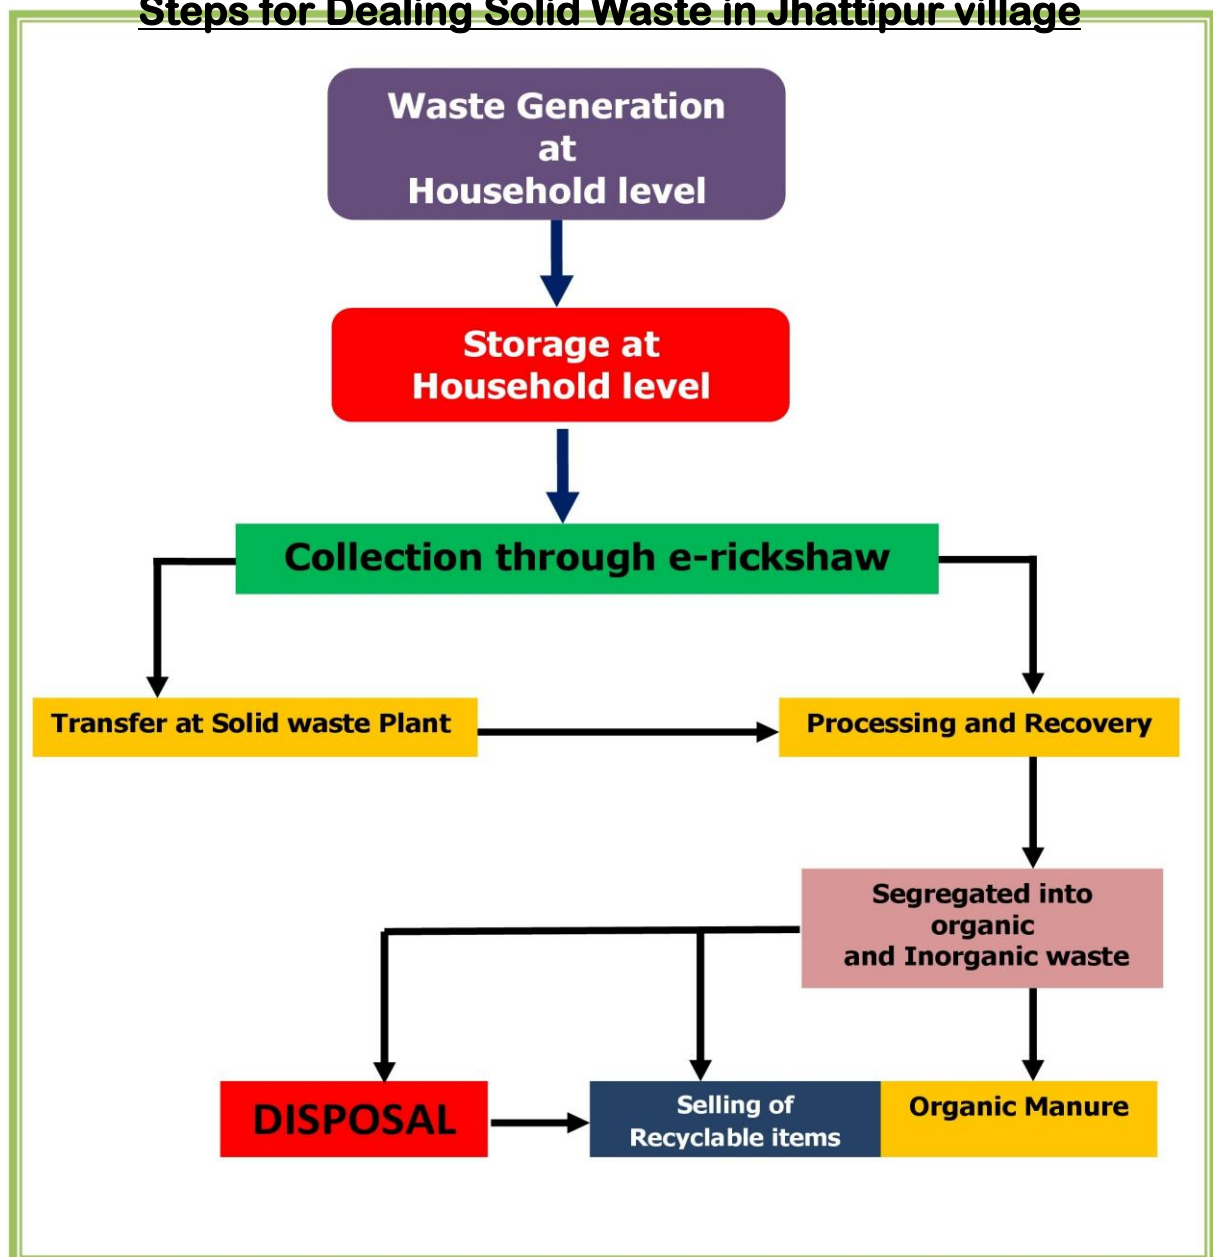 Steps for Dealing Solid Waste in Jhattipur village
Waste Generation
at
Household level
Storage at
Household level
Collection through e-rickshaw
Transfer at Solid waste Plant
Processing and Recovery
Segregated into
organic
and Inorganic waste
DISPOSAL
Selling of
Recyclable items
Organic Manure